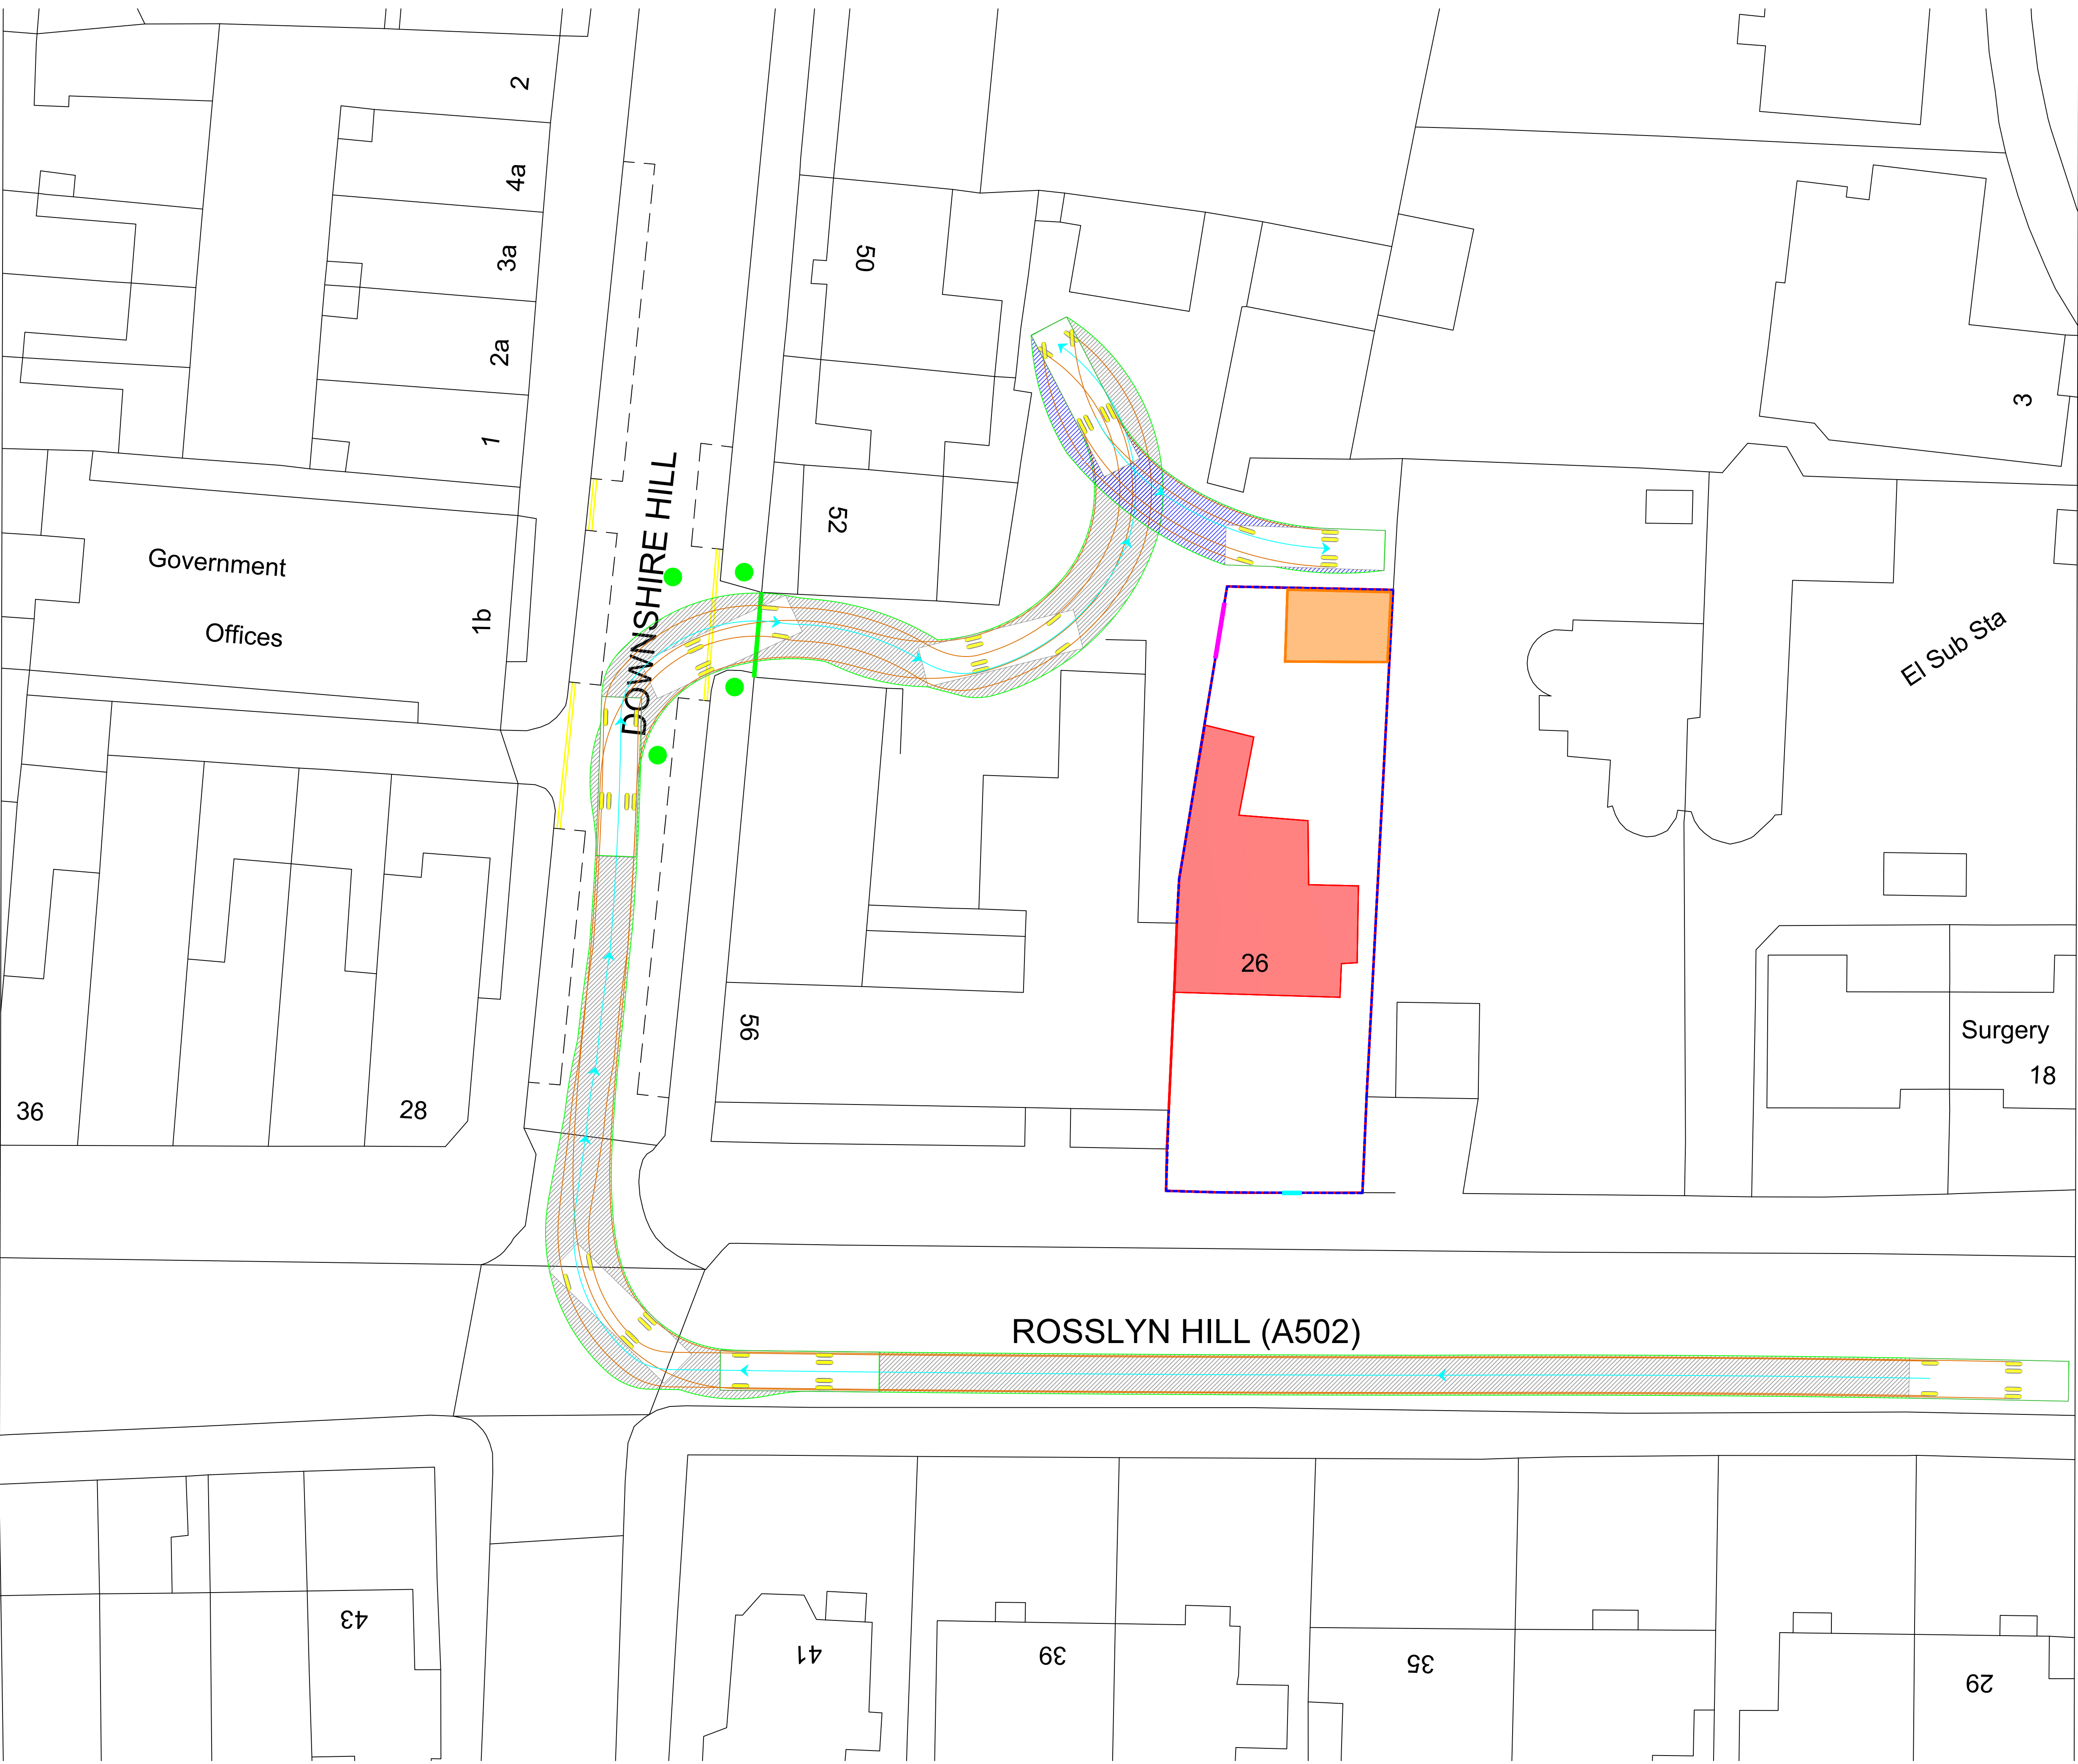 2
4a
3a
2a
1
50
52
DOWNSHIRE HILL
Government
Offices
1b
3
El Sub Sta
26
56
Surgery
18
36
28
ROSSLYN HILL (A502)
43
41
39
35
29